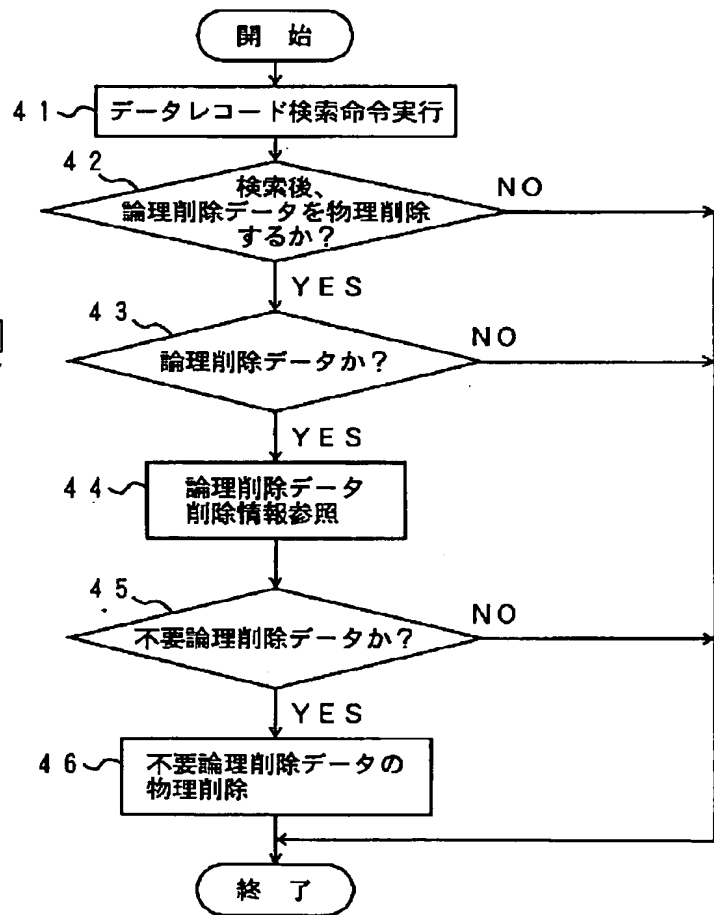 開 始
41 データレコード検索命令実行
42
検索後、
論理削除データを物理削除
するか？
NO
YES
43
論理削除データか？
NO
YES
44
論理削除データ
削除情報参照
45
不要論理削除データか？
NO
YES
46
不要論理削除データの
物理削除
終 了